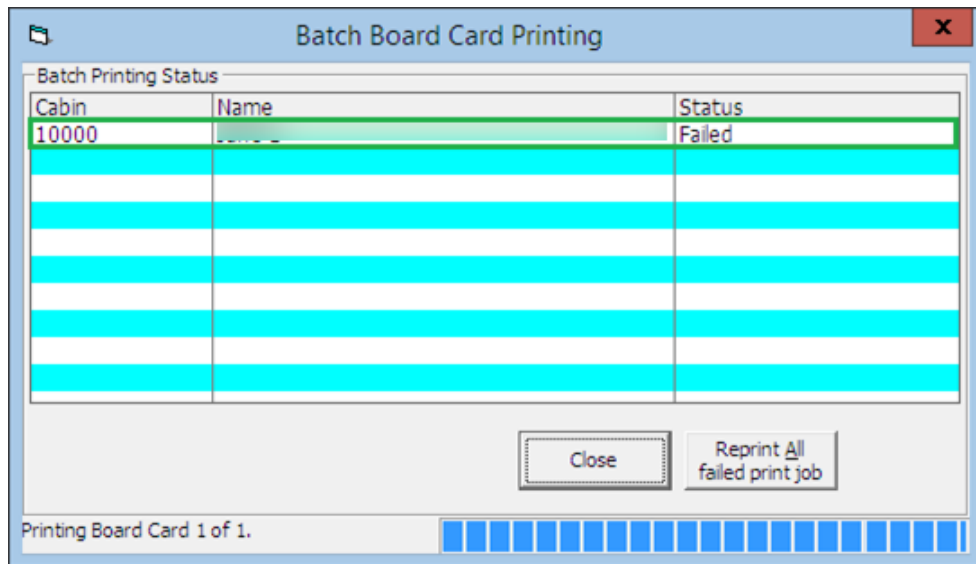 Batch Board Card Printing
x
Batch Printing Status
Cabin Name Status
10000 Failed
Close
Reprint All
failed print job
Printing Board Card 1 of 1.